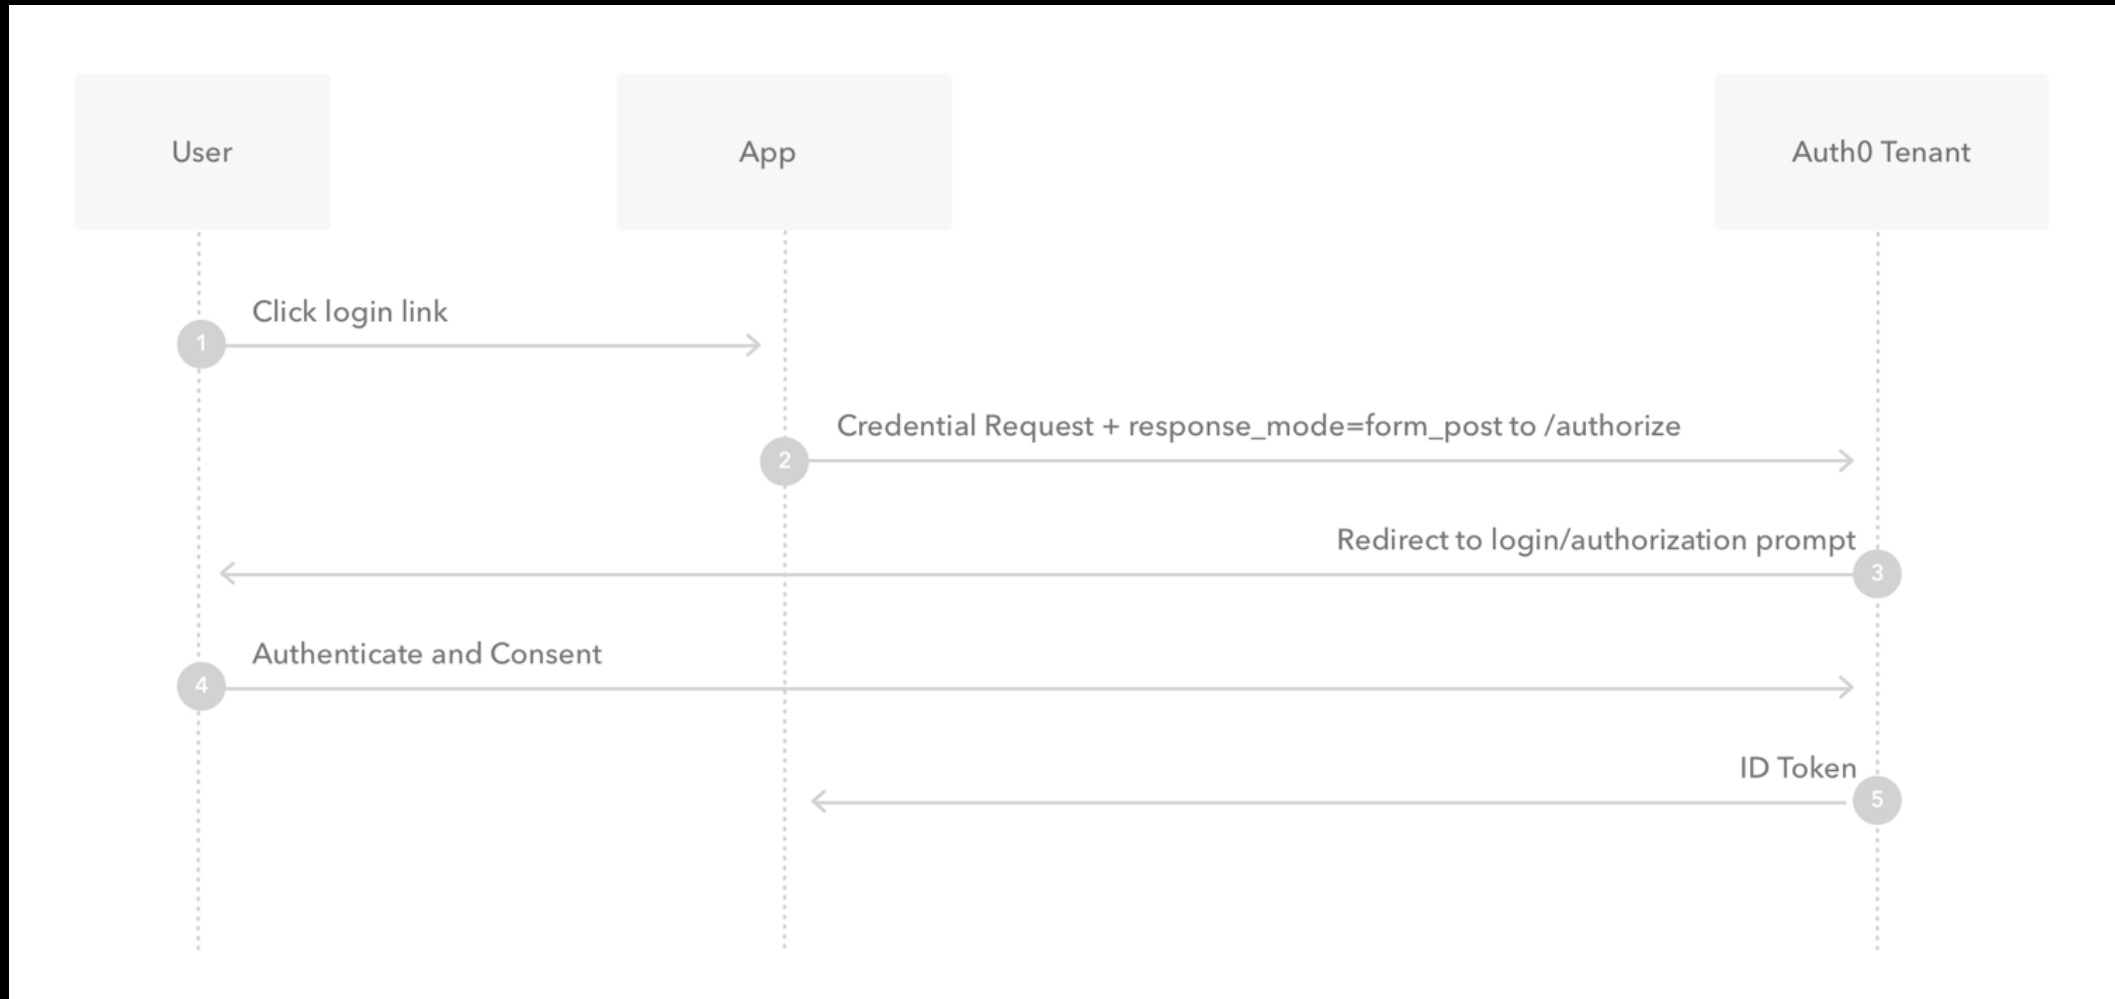 User
App
Auth0 Tenant
Click login link
1
Credential Request + response_mode=form_post to /authorize
2
Redirect to login/authorization prompt
3
Authenticate and Consent
4
ID Token
5